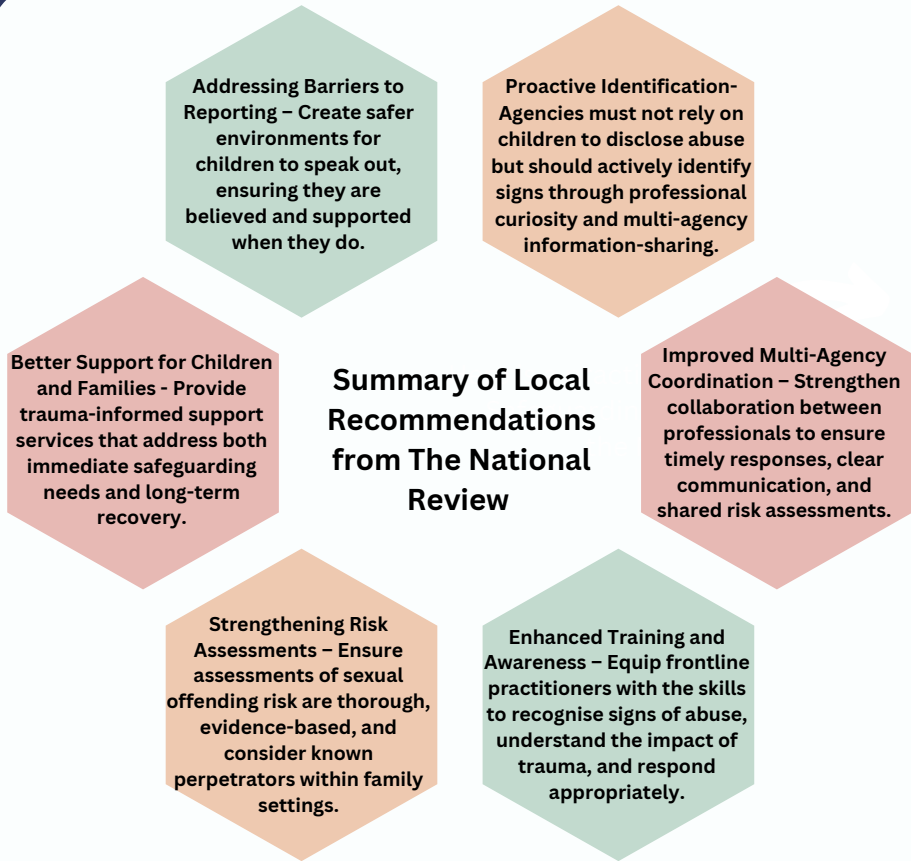 Addressing Barriers to
Reporting – Create safer
environments for
children to speak out,
ensuring they are
believed and supported
when they do.
Proactive Identification-
Agencies must not rely on
children to disclose abuse
but should actively identify
signs through professional
curiosity and multi-agency
information-sharing.
Better Support for Children
and Families - Provide
trauma-informed support
services that address both
immediate safeguarding
needs and long-term
recovery.
Summary of Local
Recommendations
from The National
Review
Improved Multi-Agency
Coordination – Strengthen
collaboration between
professionals to ensure
timely responses, clear
communication, and
shared risk assessments.
Strengthening Risk
Assessments – Ensure
assessments of sexual
offending risk are thorough,
evidence-based, and
consider known
perpetrators within family
settings.
Enhanced Training and
Awareness – Equip frontline
practitioners with the skills
to recognise signs of abuse,
understand the impact of
trauma, and respond
appropriately.